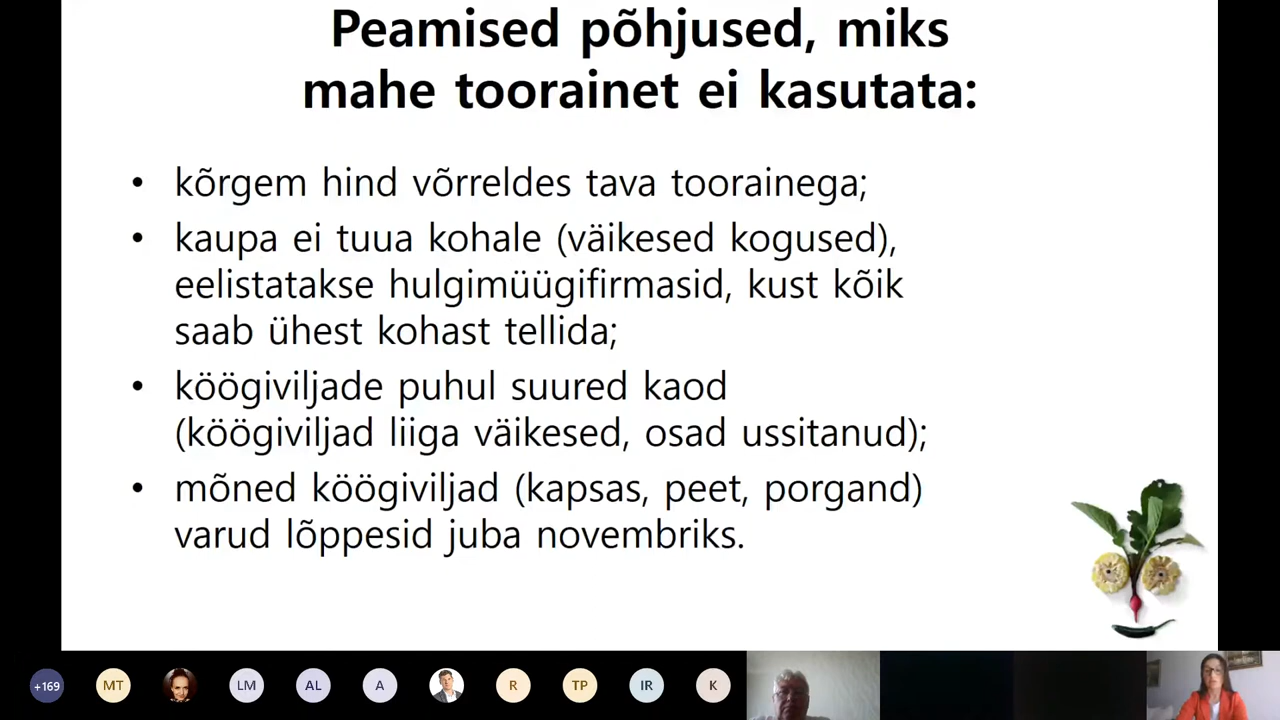 Peamised põhjused, miks
mahe toorainet ei kasutata:
• kõrgem hind võrreldes tava toorainega;
• kaupa ei tuua kohale (väikesed kogused),
eelistatakse hulgimüügifirmasid, kust kõik
saab ühest kohast tellida;
• köögiviljade puhul suured kaod
(köögiviljad liiga väikesed, osad ussitanud);
• mõned köögiviljad (kapsas, peet, porgand)
varud lõppesid juba novembriks.
+169 MT LM AL A R TP IR K